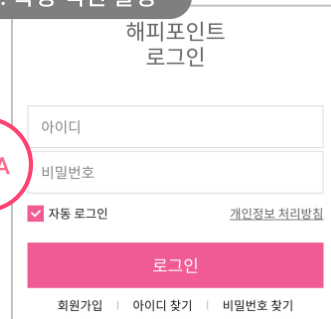 해피포인트
로그인
아이디
비밀번호
자동 로그인 개인정보 처리방침
로그인
회원가입 | 아이디 찾기 | 비밀번호 찾기
A